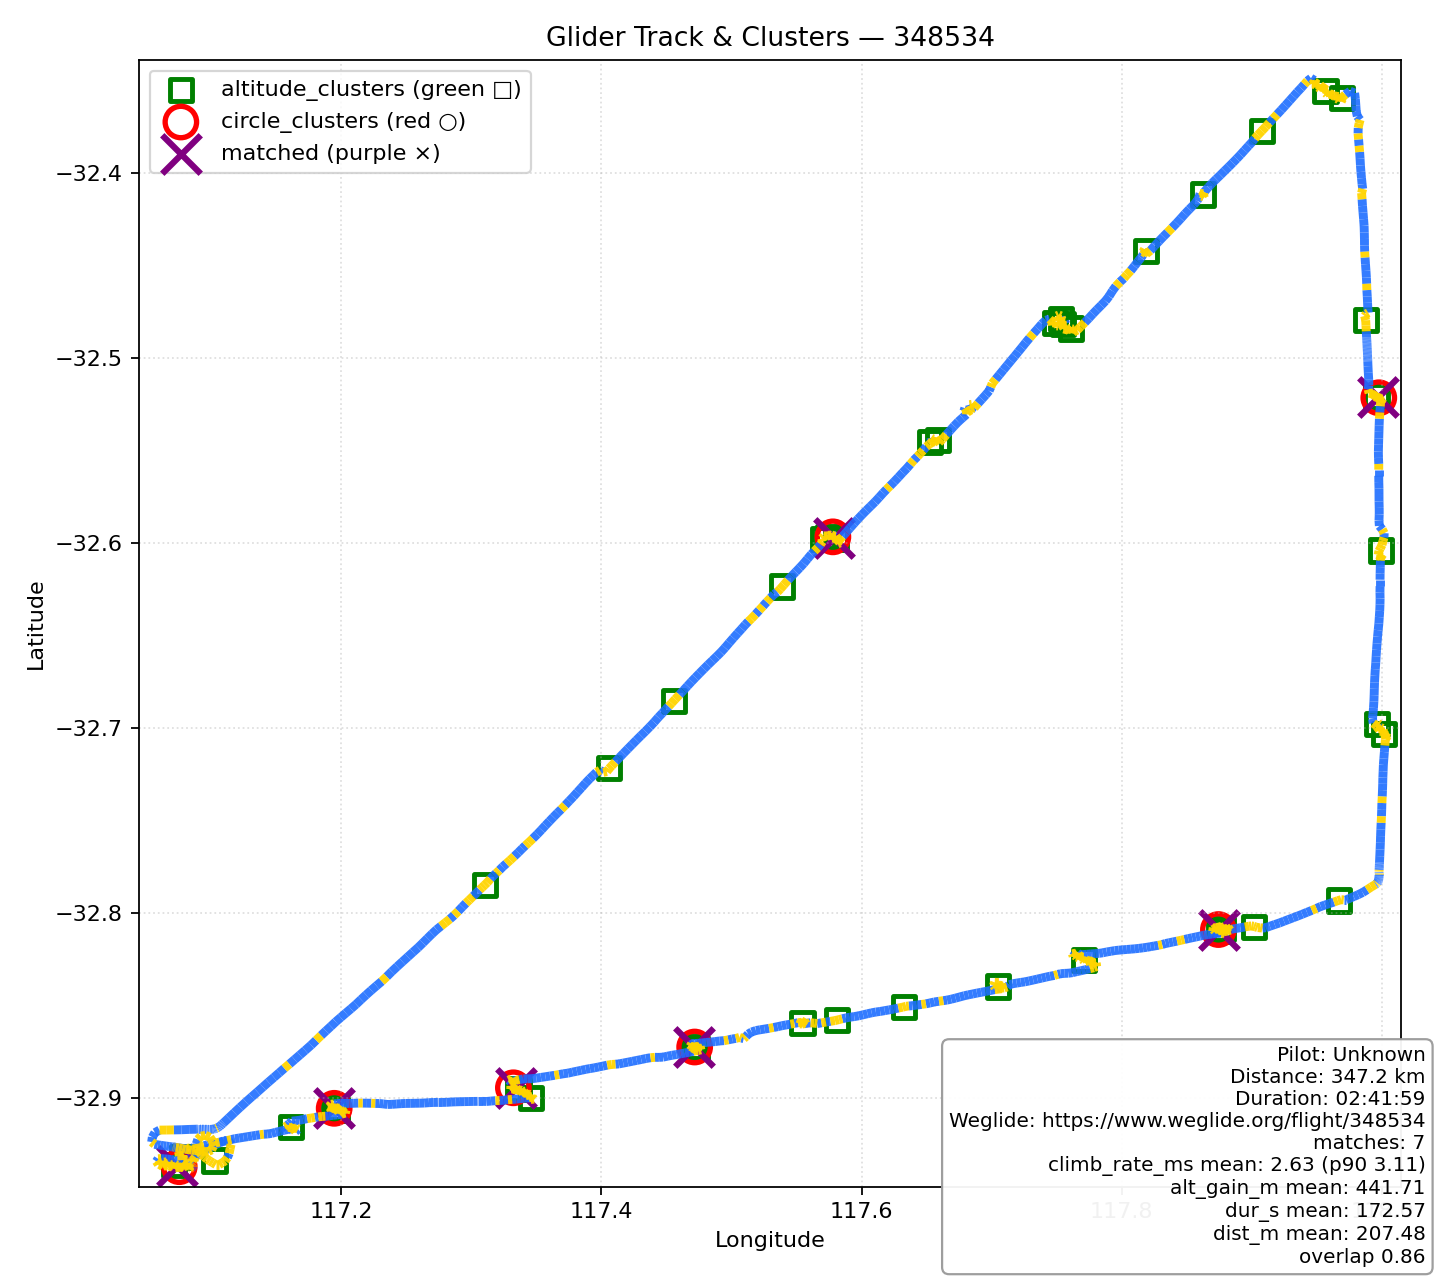 Glider Track & Clusters — 348534
altitude_clusters (green □)
circle_clusters (red ○)
matched (purple ×)
−32.4
−32.5
−32.6
−32.7
−32.8
−32.9
Latitude
117.2
117.4
117.6
117.8
Longitude
Pilot: Unknown
Distance: 347.2 km
Duration: 02:41:59
Weglide: https://www.weglide.org/flight/348534
matches: 7
climb_rate_ms mean: 2.63 (p90 3.11)
alt_gain_m mean: 441.71
dur_s mean: 172.57
dist_m mean: 207.48
overlap 0.86